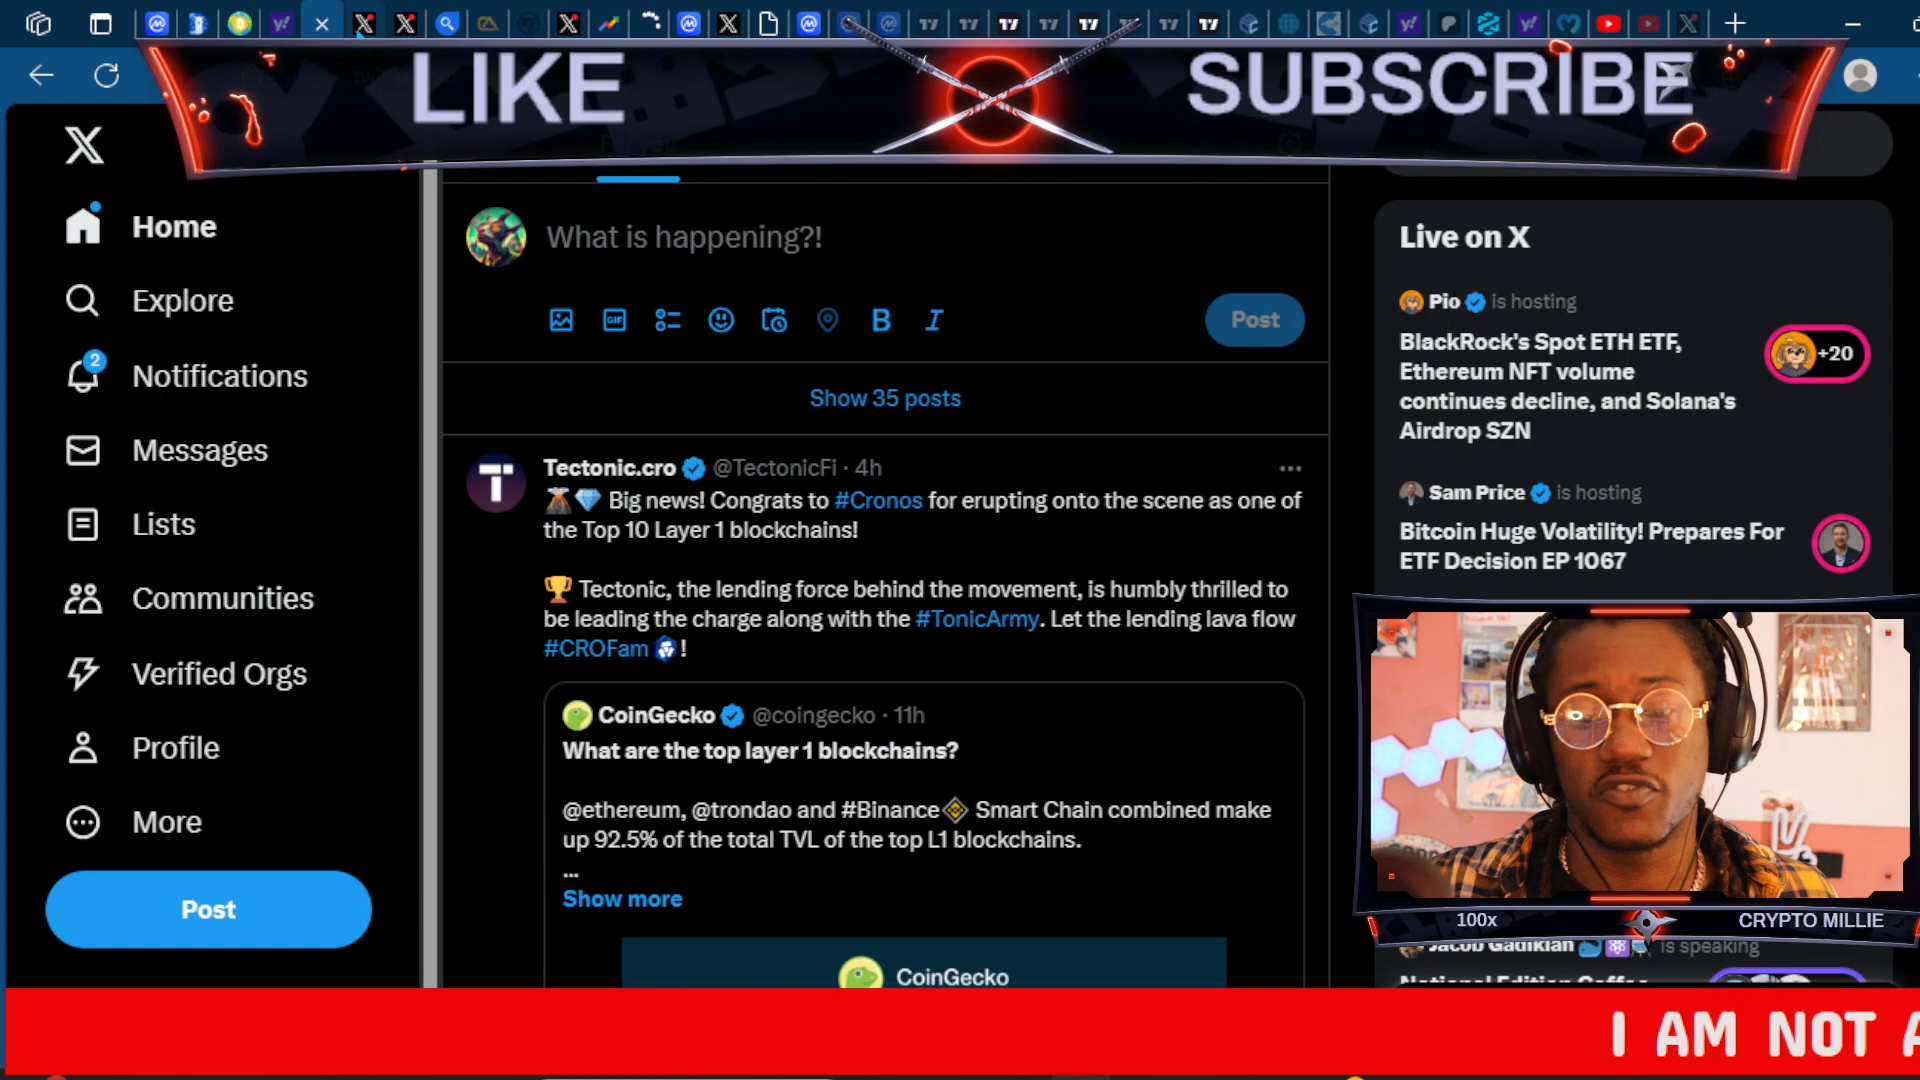 LIKE
SUBSCRIBE
Home
Explore
2
Notifications
Messages
Lists
Communities
Verified Orgs
Profile
More
Post
What is happening?!
GIF
B I
Post
Show 35 posts
Tectonic.cro @TectonicFi · 4h
🌋💎 Big news! Congrats to #Cronos for erupting onto the scene as one of
the Top 10 Layer 1 blockchains!
🏆 Tectonic, the lending force behind the movement, is humbly thrilled to
be leading the charge along with the #TonicArmy. Let the lending lava flow
#CROFam !
CoinGecko @coingecko · 11h
What are the top layer 1 blockchains?
@ethereum, @trondao and #Binance Smart Chain combined make
up 92.5% of the total TVL of the top L1 blockchains.
...
Show more
CoinGecko
Live on X
Pio is hosting
BlackRock's Spot ETH ETF,
Ethereum NFT volume
continues decline, and Solana's
Airdrop SZN
+20
Sam Price is hosting
Bitcoin Huge Volatility! Prepares For
ETF Decision EP 1067
100x
CRYPTO MILLIE
Jacob Gadikian is speaking
National Edition Coffee
I AM NOT A